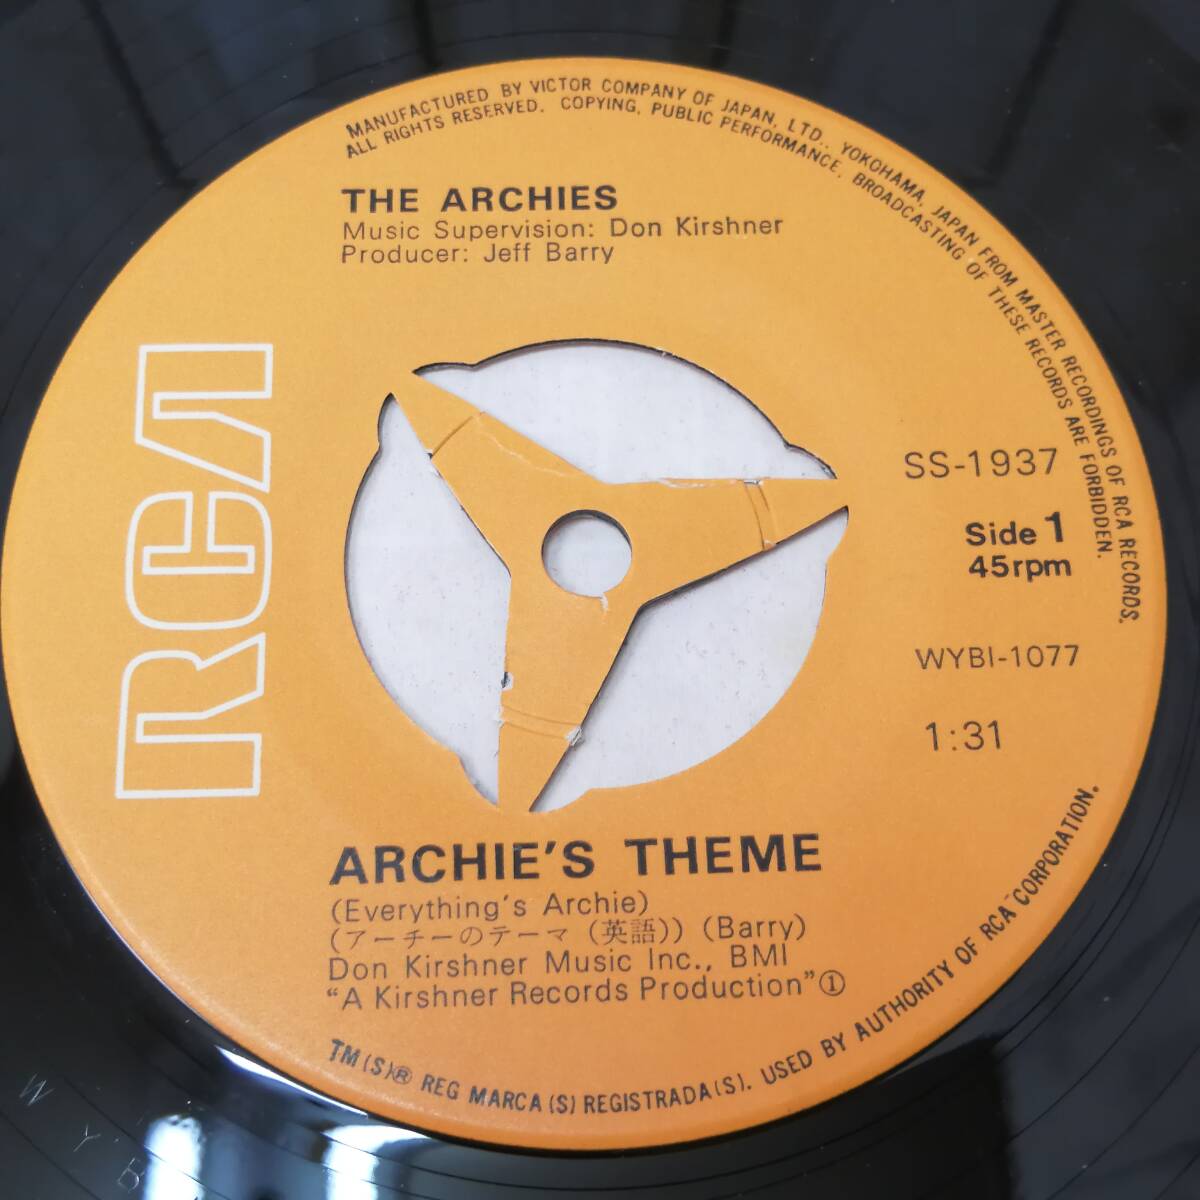 MANUFACTURED BY VICTOR COMPANY OF JAPAN, LTD., YOKOHAMA, JAPAN FROM MASTER RECORDINGS OF RCA RECORDS.
ALL RIGHTS RESERVED. COPYING, PUBLIC PERFORMANCE, BROADCASTING OF THESE RECORDS ARE FORBIDDEN.
THE ARCHIES
Music Supervision: Don Kirshner
Producer: Jeff Barry
RCA
SS-1937
Side 1
45rpm
WYBI-1077
1:31
ARCHIE'S THEME
(Everything's Archie)
(アーチーのテーマ (英語)) (Barry)
Don Kirshner Music Inc., BMI
“A Kirshner Records Production” ①
TM(S)® REG MARCA(S) REGISTRADA(S). USED BY AUTHORITY OF RCA CORPORATION.
W Y B